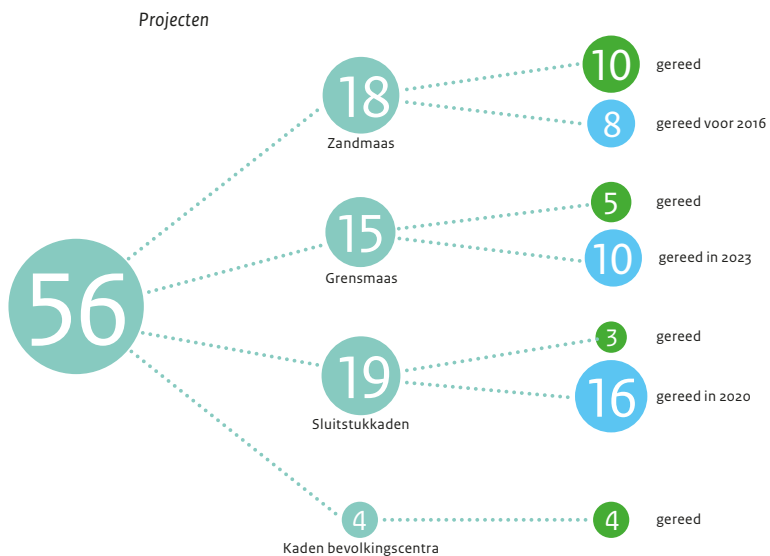 Projecten
56
18
Zandmaas
10 gereed
8 gereed voor 2016
15
Grensmaas
5 gereed
10 gereed in 2023
19
Sluitstukkaden
3 gereed
16 gereed in 2020
4
Kaden bevolkingscentra
4 gereed